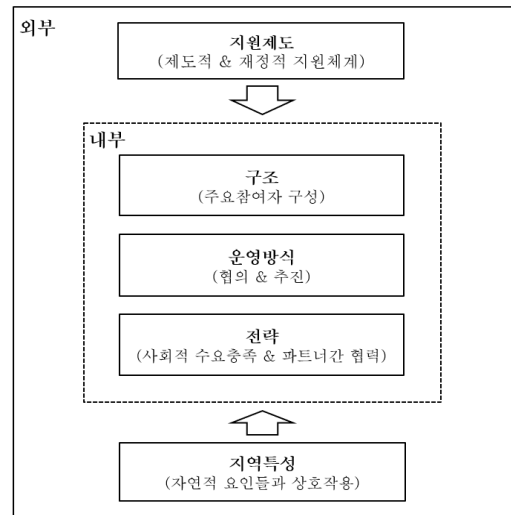 외부
지원제도
(제도적 & 재정적 지원체계)
내부
구조
(주요참여자 구성)
운영방식
(협의 & 추진)
전략
(사회적 수요충족 & 파트너간 협력)
지역특성
(자연적 요인들과 상호작용)